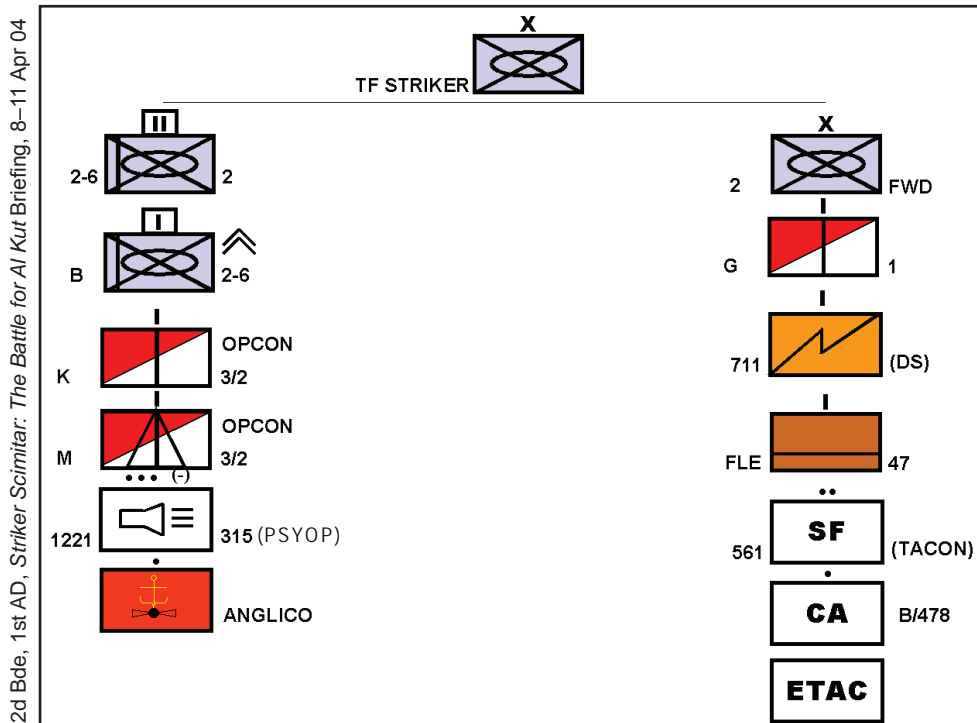 2d Bde, 1st AD, Striker Scimitar: The Battle for Al Kut Briefing, 8–11 Apr 04
X
TF STRIKER
II
2-6 2
I
B 2-6
I
OPCON
K 3/2
I
OPCON
M 3/2
••• (-)
1221 315 (PSYOP)
•
ANGLICO
X
2 FWD
I
G 1
I
711 (DS)
I
FLE 47
••
SF
561 (TACON)
•
CA B/478
ETAC